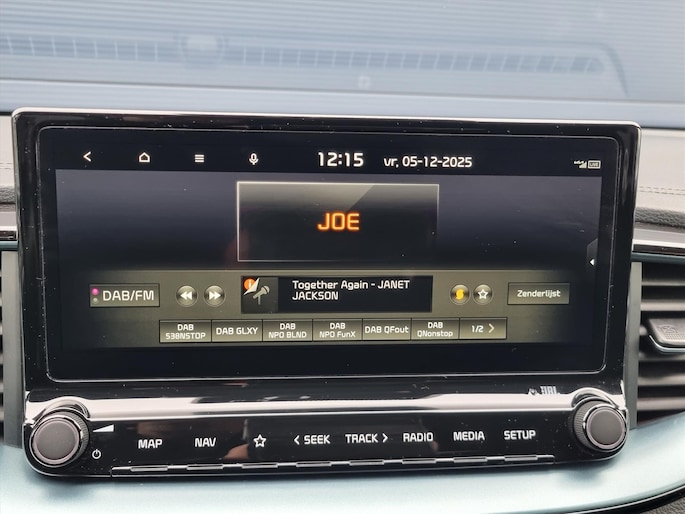 12:15 vr, 05-12-2025
JOE
DAB/FM
Together Again - JANET
JACKSON
Zenderlijst
DAB
538NSTOP
DAB GLXY
DAB
NPO BLND
DAB
NPO FunX
DAB QFout
DAB
QNonstop
1/2 >
JBL
MAP NAV < SEEK TRACK > RADIO MEDIA SETUP